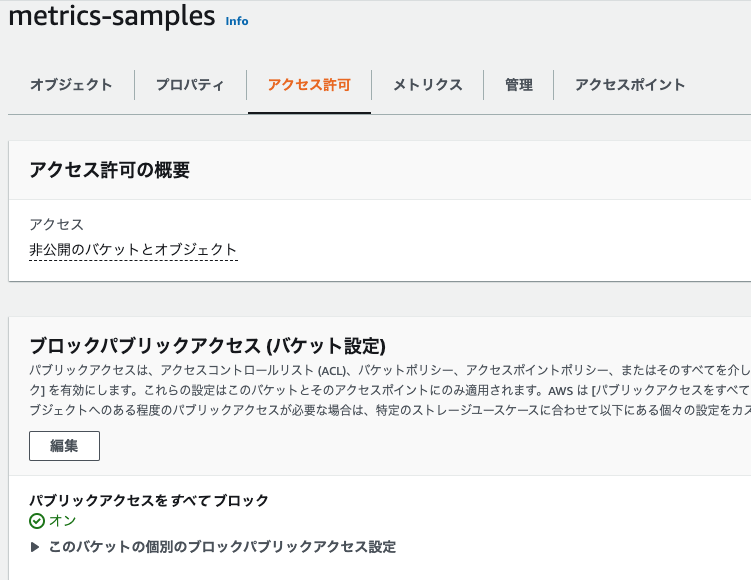 metrics-samples Info
オブジェクト プロパティ アクセス許可 メトリクス 管理 アクセスポイント
アクセス許可の概要
アクセス
非公開のバケットとオブジェクト
ブロックパブリックアクセス (バケット設定)
パブリックアクセスは、アクセスコントロールリスト (ACL)、バケットポリシー、アクセスポイントポリシー、またはそのすべてを介し
ク] を有効にします。これらの設定はこのバケットとそのアクセスポイントにのみ適用されます。AWS は [パブリックアクセスをすべて
ブジェクトへのある程度のパブリックアクセスが必要な場合は、特定のストレージユースケースに合わせて以下にある個々の設定をカス
編集
パブリックアクセスをすべて ブロック
オン
このバケットの個別のブロックパブリックアクセス設定